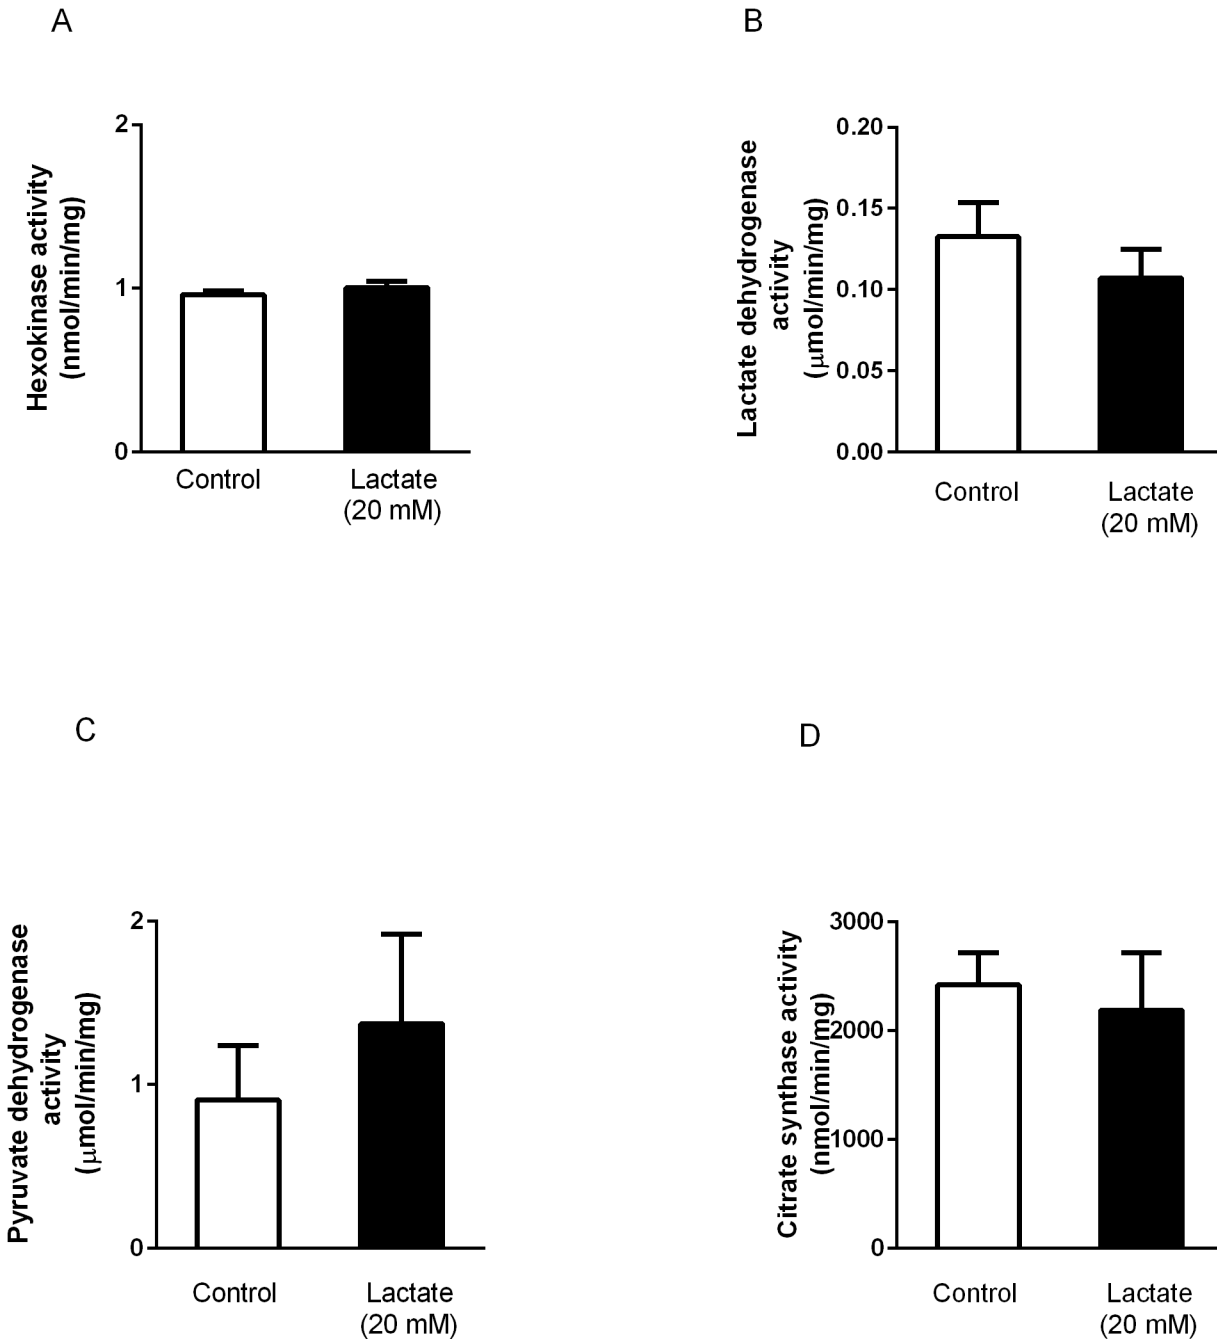 A
Hexokinase activity
(nmol/min/mg)
2
1
0
Control
Lactate
(20 mM)
B
Lactate dehydrogenase
activity
(μmol/min/mg)
0.20
0.15
0.10
0.05
0.00
Control
Lactate
(20 mM)
C
Pyruvate dehydrogenase
activity
(μmol/min/mg)
2
1
0
Control
Lactate
(20 mM)
D
Citrate synthase activity
(nmol/min/mg)
3000
2000
1000
0
Control
Lactate
(20 mM)